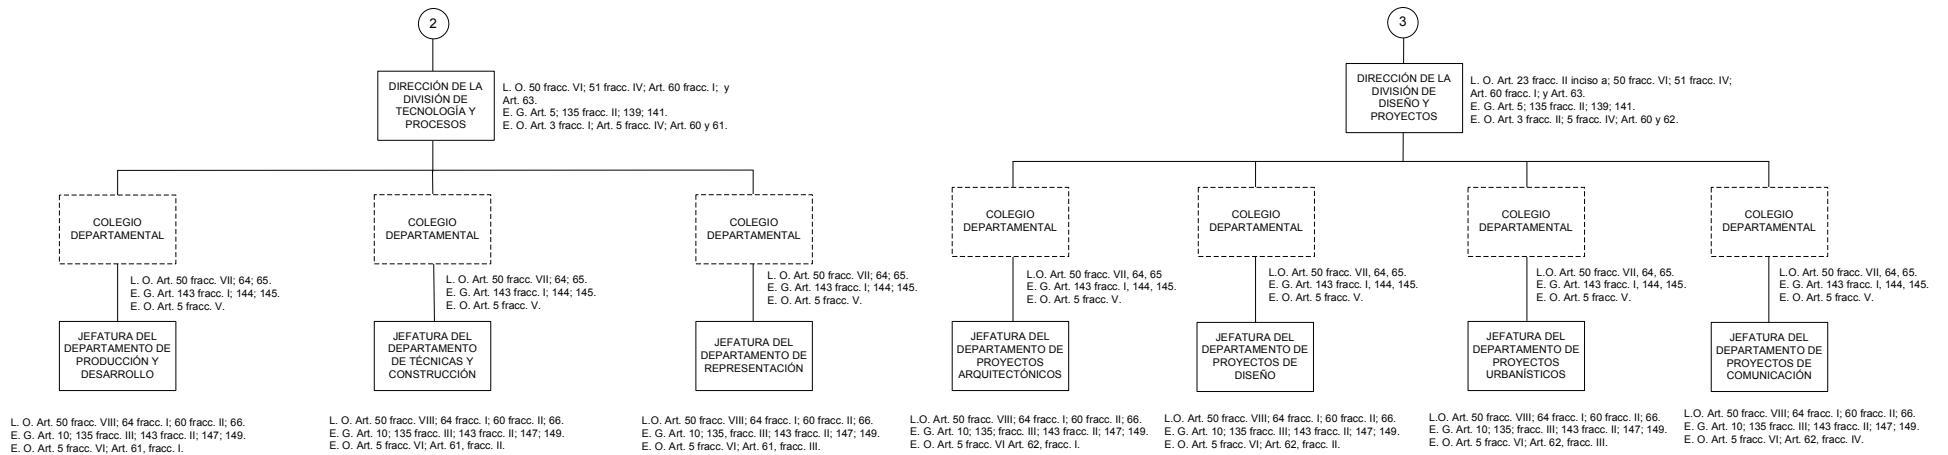 2
DIRECCIÓN DE LA
DIVISIÓN DE
TECNOLOGÍA Y
PROCESOS
L. O. 50 fracc. VI; 51 fracc. IV; Art. 60 fracc. I; y
Art. 63.
E. G. Art. 5; 135 fracc. II; 139; 141.
E. O. Art. 3 fracc. I; Art. 5 fracc. IV; Art. 60 y 61.
COLEGIO
DEPARTAMENTAL
L. O. Art. 50 fracc. VII; 64; 65.
E. G. Art. 143 fracc. I; 144; 145.
E. O. Art. 5 fracc. V.
JEFATURA DEL
DEPARTAMENTO DE
PRODUCCIÓN Y
DESARROLLO
L. O. Art. 50 fracc. VIII; 64 fracc. I; 60 fracc. II; 66.
E. G. Art. 10; 135 fracc. III; 143 fracc. II; 147; 149.
E. O. Art. 5 fracc. VI; Art. 61, fracc. I.
COLEGIO
DEPARTAMENTAL
L. O. Art. 50 fracc. VII; 64; 65.
E. G. Art. 143 fracc. I; 144; 145.
E. O. Art. 5 fracc. V.
JEFATURA DEL
DEPARTAMENTO
DE TÉCNICAS Y
CONSTRUCCIÓN
L. O. Art. 50 fracc. VIII; 64 fracc. I; 60 fracc. II; 66.
E. G. Art. 10; 135 fracc. III; 143 fracc. II; 147; 149.
E. O. Art. 5 fracc. VI; Art. 61, fracc. II.
COLEGIO
DEPARTAMENTAL
L. O. Art. 50 fracc. VII; 64; 65.
E. G. Art. 143 fracc. I; 144; 145.
E. O. Art. 5 fracc. V.
JEFATURA DEL
DEPARTAMENTO DE
REPRESENTACIÓN
L. O. Art. 50 fracc. VIII; 64 fracc. I; 60 fracc. II; 66.
E. G. Art. 10; 135, fracc. III; 143 fracc. II; 147; 149.
E. O. Art. 5 fracc. VI; Art. 61, fracc. III.
3
DIRECCIÓN DE LA
DIVISIÓN DE
DISEÑO Y
PROYECTOS
L. O. Art. 23 fracc. II inciso a; 50 fracc. VI; 51 fracc. IV;
Art. 60 fracc. I; y Art. 63.
E. G. Art. 5; 135 fracc. II; 139; 141.
E. O. Art. 3 fracc. II; 5 fracc. IV; Art. 60 y 62.
COLEGIO
DEPARTAMENTAL
L.O. Art. 50 fracc. VII, 64, 65
E. G. Art. 143 fracc. I, 144, 145.
E. O. Art. 5 fracc. V.
JEFATURA DEL
DEPARTAMENTO DE
PROYECTOS
ARQUITECTÓNICOS
L.O. Art. 50 fracc. VIII; 64 fracc. I; 60 fracc. II; 66.
E. G. Art. 10; 135; fracc. III; 143 fracc. II; 147; 149.
E. O. Art. 5 fracc. VI Art. 62, fracc. I.
COLEGIO
DEPARTAMENTAL
L.O. Art. 50 fracc. VII, 64, 65.
E. G. Art. 143 fracc. I, 144, 145.
E. O. Art. 5 fracc. V.
JEFATURA DEL
DEPARTAMENTO DE
PROYECTOS DE
DISEÑO
L.O. Art. 50 fracc. VIII; 64 fracc. I; 60 fracc. II; 66.
E. G. Art. 10; 135 fracc. III; 143 fracc. II; 147; 149.
E. O. Art. 5 fracc. VI; Art. 62, fracc. II.
COLEGIO
DEPARTAMENTAL
L.O. Art. 50 fracc. VII, 64, 65.
E. G. Art. 143 fracc. I, 144, 145.
E. O. Art. 5 fracc. V.
JEFATURA DEL
DEPARTAMENTO DE
PROYECTOS
URBANÍSTICOS
L.O. Art. 50 fracc. VIII; 64 fracc. I; 60 fracc. II; 66.
E. G. Art. 10; 135; fracc. III; 143 fracc. II; 147; 149.
E. O. Art. 5 fracc. VI; Art. 62, fracc. III.
COLEGIO
DEPARTAMENTAL
L.O. Art. 50 fracc. VII, 64, 65.
E. G. Art. 143 fracc. I, 144, 145.
E. O. Art. 5 fracc. V.
JEFATURA DEL
DEPARTAMENTO DE
PROYECTOS DE
COMUNICACIÓN
L.O. Art. 50 fracc. VIII; 64 fracc. I; 60 fracc. II; 66.
E. G. Art. 10; 135 fracc. III; 143 fracc. II; 147; 149.
E. O. Art. 5 fracc. VI; Art. 62, fracc. IV.